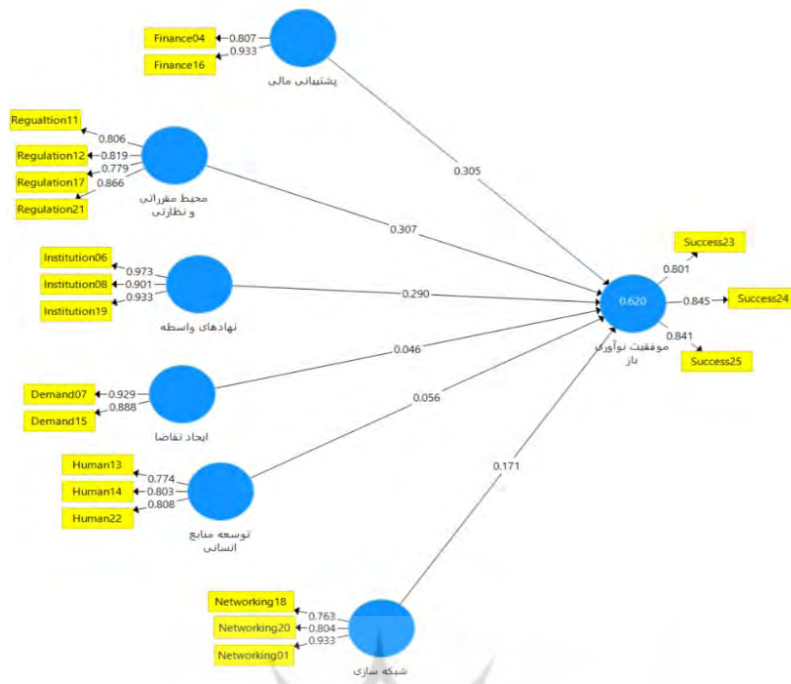 Finance04
0.807
Finance16
0.933
پشتیبانی مالی
Regualtion11
0.806
Regulation12
0.819
Regulation17
0.779
Regulation21
0.866
محیط مقرراتی
و نظارتی
Institution06
0.973
Institution08
0.901
Institution19
0.933
نهادهای واسطه
Demand07
0.929
Demand15
0.888
ایجاد تقاضا
Human13
0.774
Human14
0.803
Human22
0.808
توسعه منابع
انسانی
Networking18
0.763
Networking20
0.804
Networking01
0.933
شبکه سازی
0.305
0.307
0.290
0.046
0.056
0.171
0.620
موفقیت نوآوری
باز
Success23
0.801
Success24
0.845
Success25
0.841